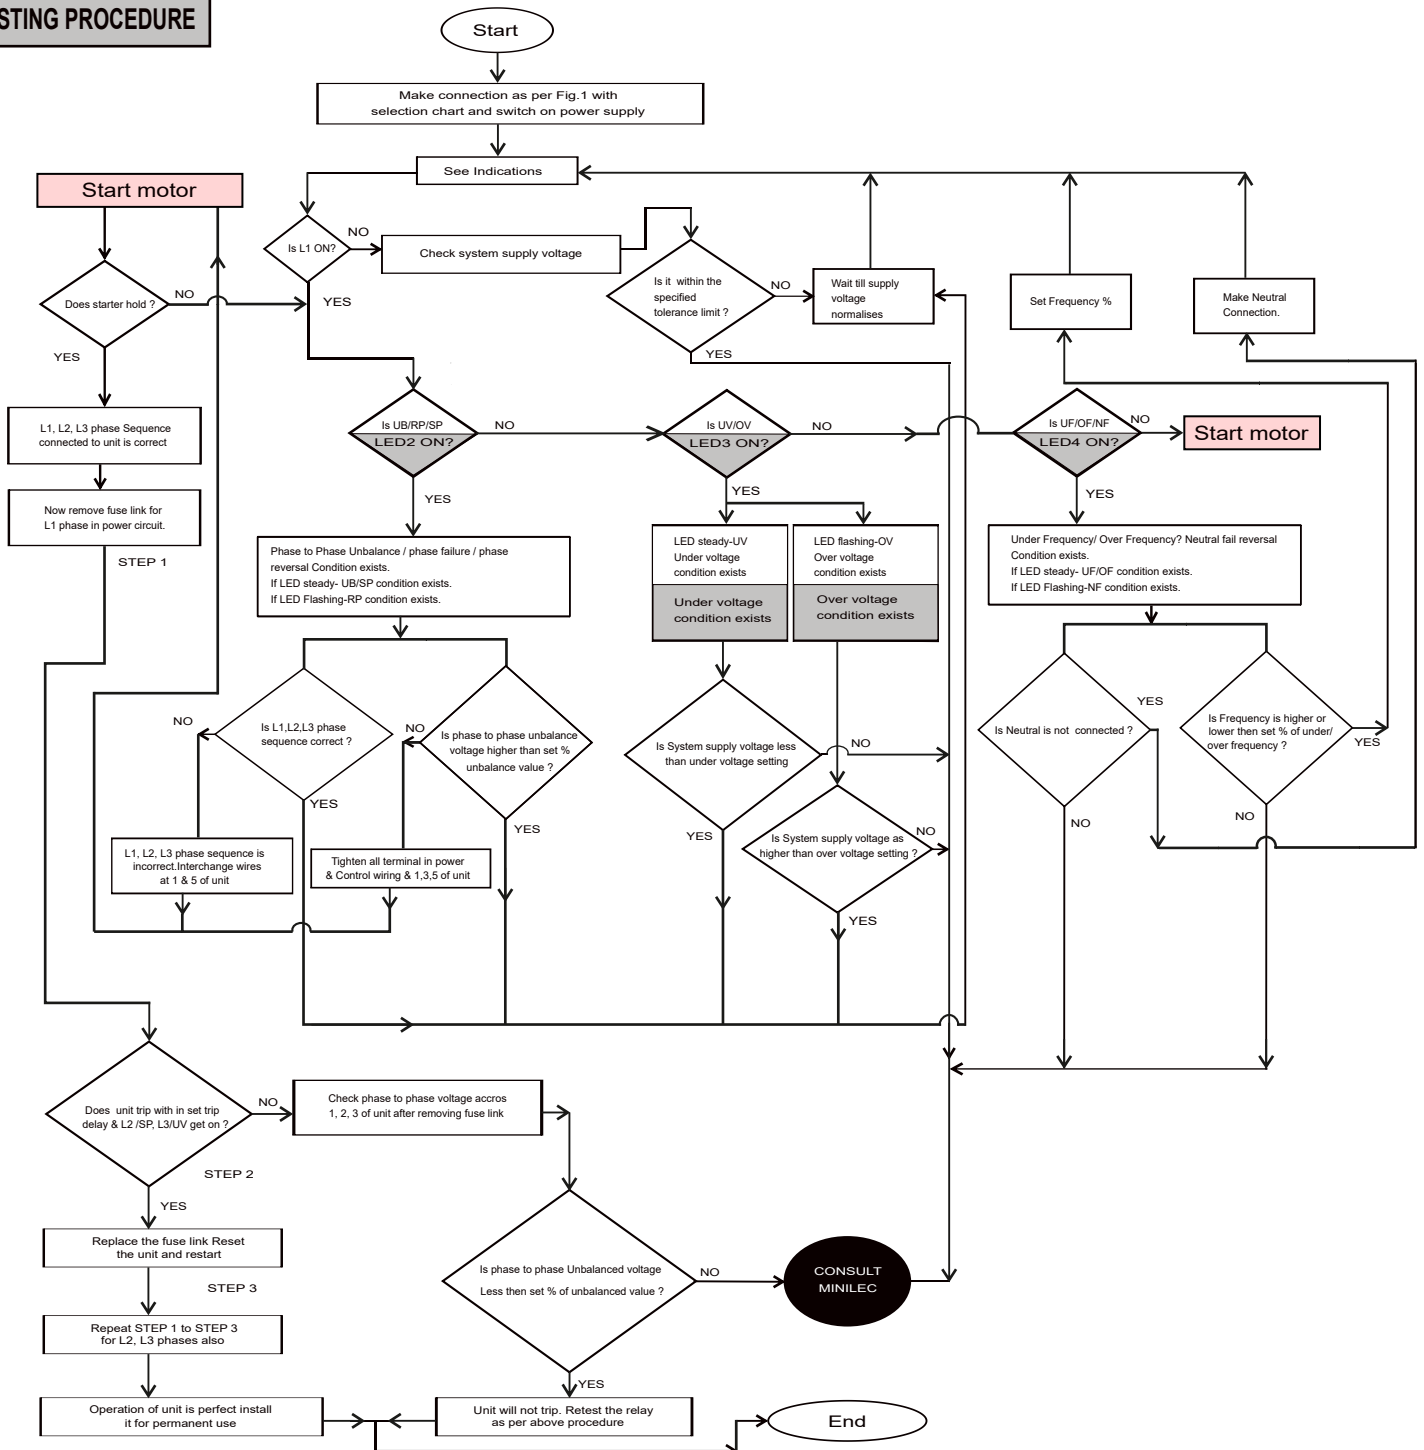 STING PROCEDURE
Start
Make connection as per Fig.1 with
selection chart and switch on power supply
See Indications
Start motor
Is L1 ON?
NO
Check system supply voltage
YES
Does starter hold ?
NO
YES
Is it within the
specified
tolerance limit ?
NO
YES
Wait till supply
voltage
normalises
Set Frequency %
Make Neutral
Connection.
L1, L2, L3 phase Sequence
connected to unit is correct
Now remove fuse link for
L1 phase in power circuit.
STEP 1
Is UB/RP/SP
LED2 ON?
NO
YES
Is UV/OV
LED3 ON?
NO
YES
Is UF/OF/NF
LED4 ON?
NO
YES
Start motor
Phase to Phase Unbalance / phase failure / phase
reversal Condition exists.
If LED steady- UB/SP condition exists.
If LED Flashing-RP condition exists.
LED steady-UV
Under voltage
condition exists
Under voltage
condition exists
LED flashing-OV
Over voltage
condition exists
Over voltage
condition exists
Under Frequency/ Over Frequency? Neutral fail reversal
Condition exists.
If LED steady- UF/OF condition exists.
If LED Flashing-NF condition exists.
Is L1,L2,L3 phase
sequence correct ?
NO
YES
Is phase to phase unbalance
voltage higher than set %
unbalance value ?
NO
YES
Is System supply voltage less
than under voltage setting
NO
YES
Is System supply voltage as
higher than over voltage setting ?
NO
YES
Is Neutral is not connected ?
YES
NO
Is Frequency is higher or
lower then set % of under/
over frequency ?
YES
NO
L1, L2, L3 phase sequence is
incorrect.Interchange wires
at 1 & 5 of unit
Tighten all terminal in power
& Control wiring & 1,3,5 of unit
Does unit trip with in set trip
delay & L2 /SP, L3/UV get on ?
NO
STEP 2
YES
Check phase to phase voltage accros
1, 2, 3 of unit after removing fuse link
Replace the fuse link Reset
the unit and restart
STEP 3
Is phase to phase Unbalanced voltage
Less then set % of unbalanced value ?
NO
YES
CONSULT
MINILEC
Repeat STEP 1 to STEP 3
for L2, L3 phases also
Operation of unit is perfect install
it for permanent use
Unit will not trip. Retest the relay
as per above procedure
End